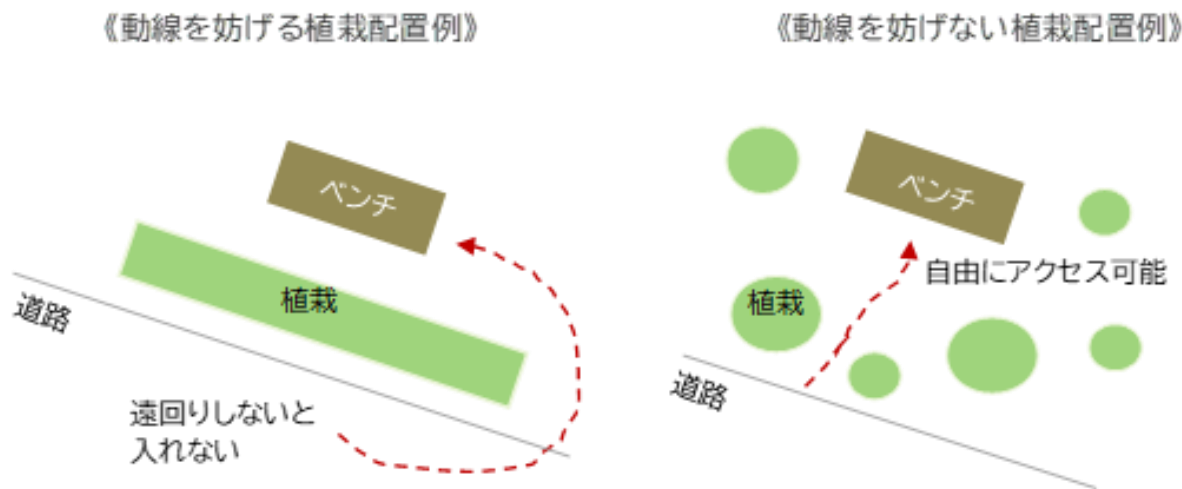 《動線を妨げる植栽配置例》
ベンチ
植栽
道路
遠回りしないと
入れない
《動線を妨げない植栽配置例》
ベンチ
自由にアクセス可能
植栽
道路